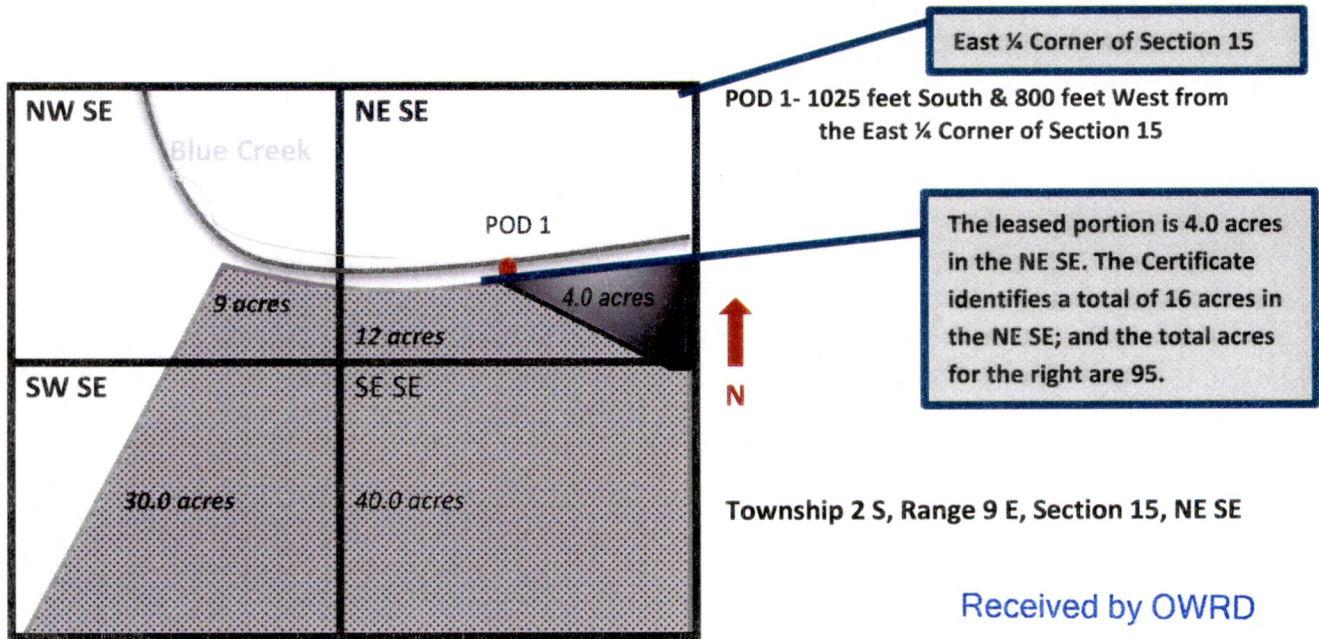 East ¼ Corner of Section 15
NW SE
NE SE
POD 1- 1025 feet South & 800 feet West from
the East ¼ Corner of Section 15
Blue Creek
POD 1
The leased portion is 4.0 acres
in the NE SE. The Certificate
identifies a total of 16 acres in
the NE SE; and the total acres
for the right are 95.
9 acres
4.0 acres
12 acres
N
SW SE
SE SE
30.0 acres
40.0 acres
Township 2 S, Range 9 E, Section 15, NE SE
Received by OWRD